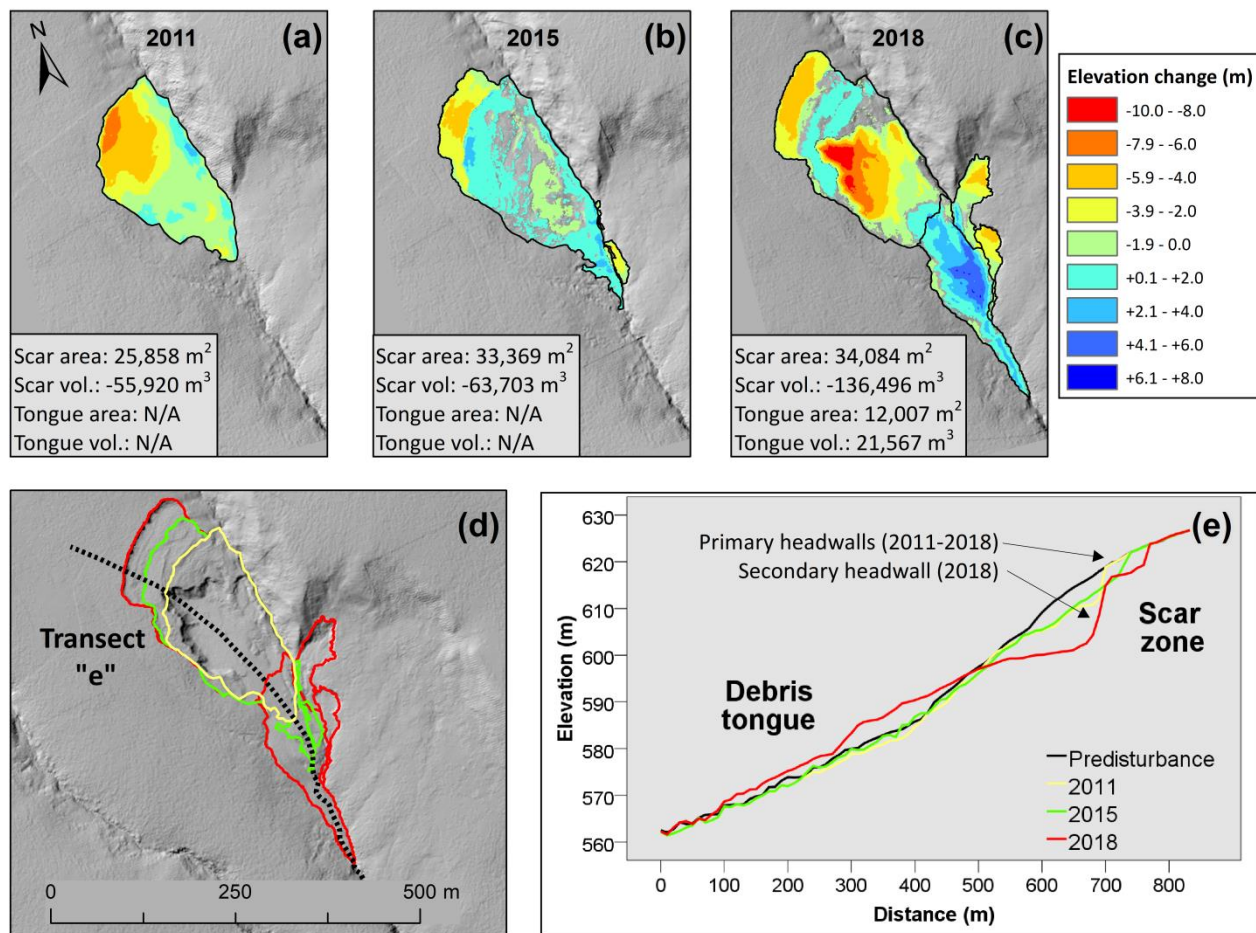 N
2011
(a)
Scar area: 25,858 m²
Scar vol.: -55,920 m³
Tongue area: N/A
Tongue vol.: N/A
2015
(b)
Scar area: 33,369 m²
Scar vol: -63,703 m³
Tongue area: N/A
Tongue vol.: N/A
2018
(c)
Scar area: 34,084 m²
Scar vol.: -136,496 m³
Tongue area: 12,007 m²
Tongue vol.: 21,567 m³
Elevation change (m)
-10.0 - -8.0
-7.9 - -6.0
-5.9 - -4.0
-3.9 - -2.0
-1.9 - 0.0
+0.1 - +2.0
+2.1 - +4.0
+4.1 - +6.0
+6.1 - +8.0
(d)
Transect
"e"
0 250 500 m
(e)
Primary headwalls (2011-2018)
Secondary headwall (2018)
Scar
zone
Debris
tongue
Predisturbance
2011
2015
2018
Elevation (m)
630
620
610
600
590
580
570
560
0 100 200 300 400 500 600 700 800
Distance (m)